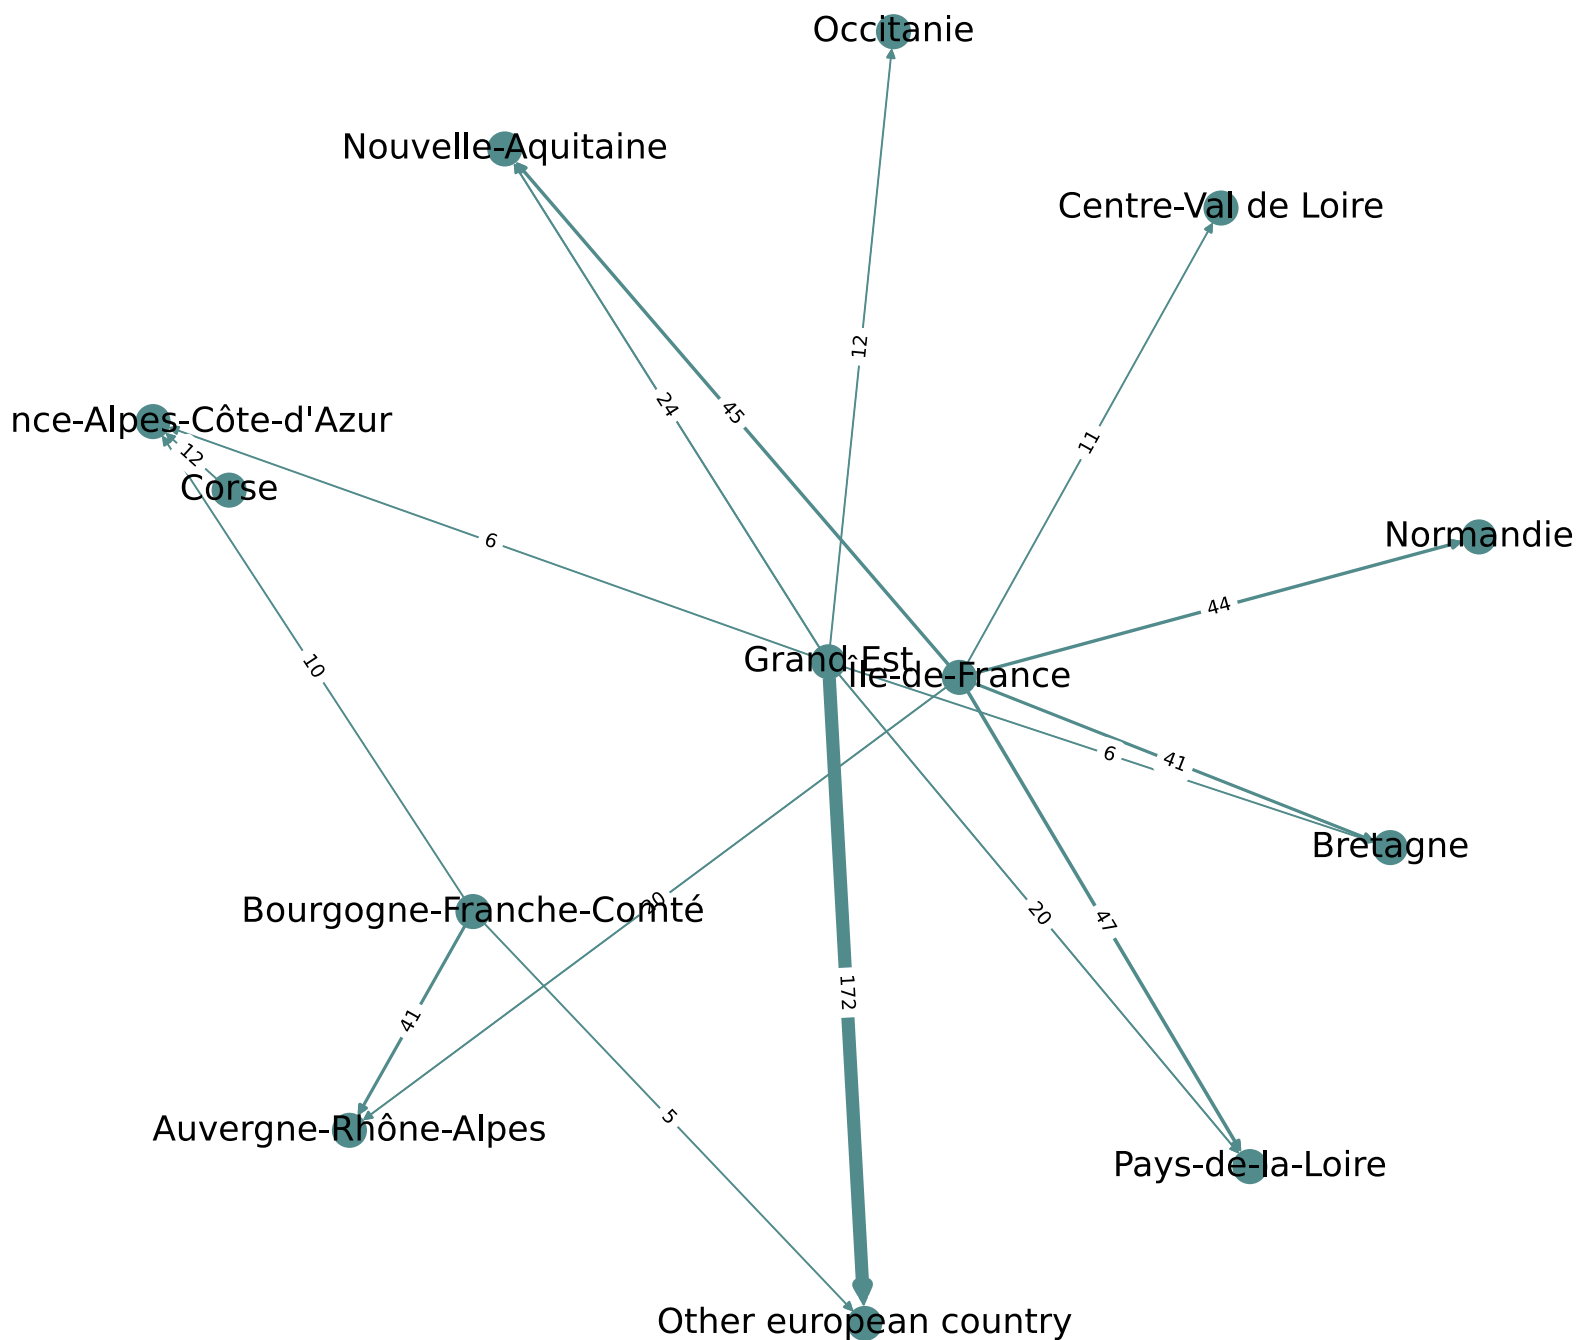 Occitanie
Nouvelle-Aquitaine
Centre-Val de Loire
12
24
45
11
nce-Alpes-Côte-d'Azur
12
Corse
6
Normandie
44
10
Grand Est
Île-de-France
6
41
Bretagne
Bourgogne-Franche-Comté
20
47
41
5
172
Auvergne-Rhône-Alpes
Pays-de-la-Loire
Other european country